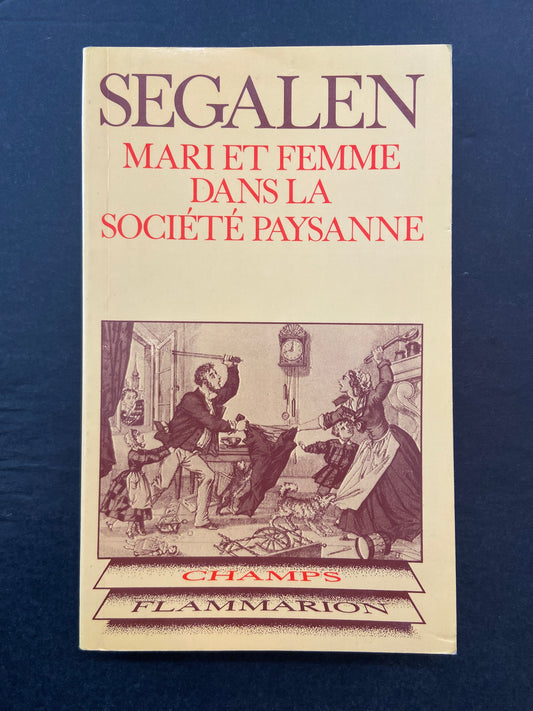 SEGALEN
MARI ET FEMME
DANS LA
SOCIÉTÉ PAYSANNE
CHAMPS
FLAMMARION